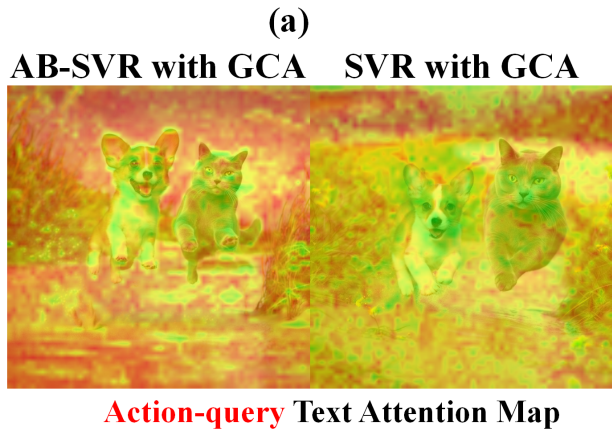 (a)
AB-SVR with GCA SVR with GCA
Action-query Text Attention Map